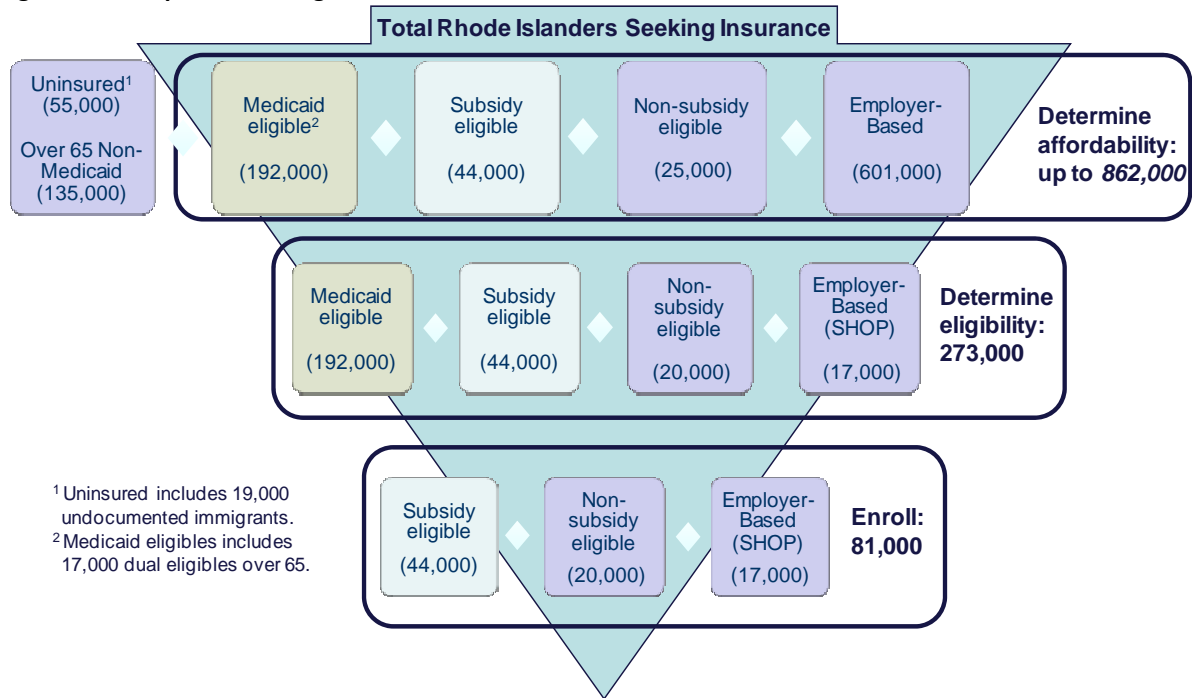 Total Rhode Islanders Seeking Insurance
Uninsured¹
(55,000)
Over 65 Non-
Medicaid
(135,000)
Medicaid
eligible²
(192,000)
Subsidy
eligible
(44,000)
Non-subsidy
eligible
(25,000)
Employer-
Based
(601,000)
Determine
affordability:
up to 862,000
Medicaid
eligible
(192,000)
Subsidy
eligible
(44,000)
Non-
subsidy
eligible
(20,000)
Employer-
Based
(SHOP)
(17,000)
Determine
eligibility:
273,000
¹ Uninsured includes 19,000
undocumented immigrants.
² Medicaid eligibles includes
17,000 dual eligibles over 65.
Subsidy
eligible
(44,000)
Non-
subsidy
eligible
(20,000)
Employer-
Based
(SHOP)
(17,000)
Enroll:
81,000